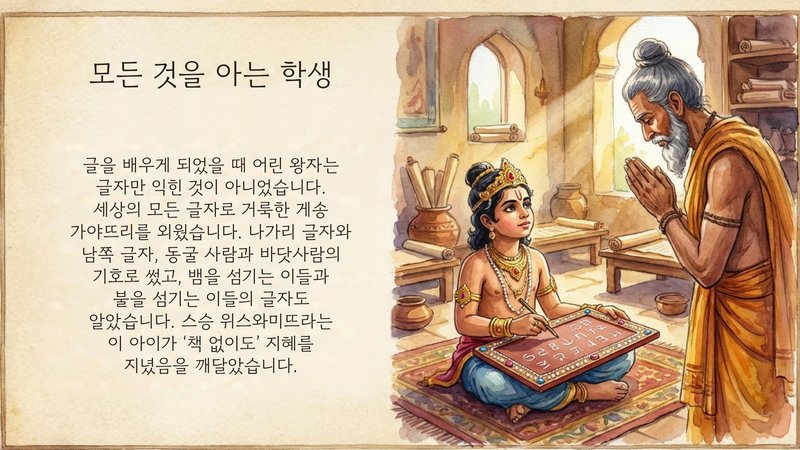 모든 것을 아는 학생
글을 배우게 되었을 때 어린 왕자는
글자만 익힌 것이 아니었습니다.
세상의 모든 글자로 거룩한 게송
가야뜨리를 외웠습니다. 나가리 글자와
남쪽 글자, 동굴 사람과 바닷사람의
기호로 썼고, 뱀을 섬기는 이들과
불을 섬기는 이들의 글자도
알았습니다. 스승 위스와미뜨라는
이 아이가 ‘책 없이도’ 지혜를
지녔음을 깨달았습니다.